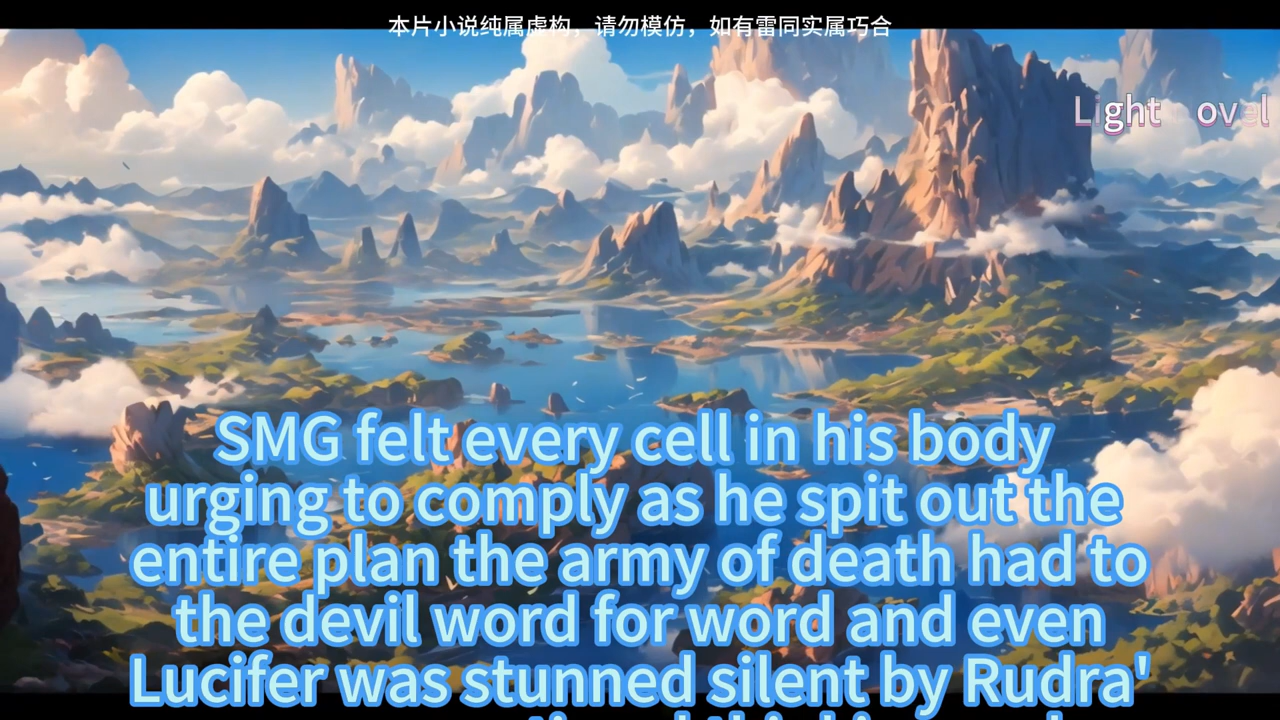 本片小说纯属虚构，请勿模仿，如有雷同实属巧合
Light ovel
SMG felt every cell in his body
urging to comply as he spit out the
entire plan the army of death had to
the devil word for word and even
Lucifer was stunned silent by Rudra'